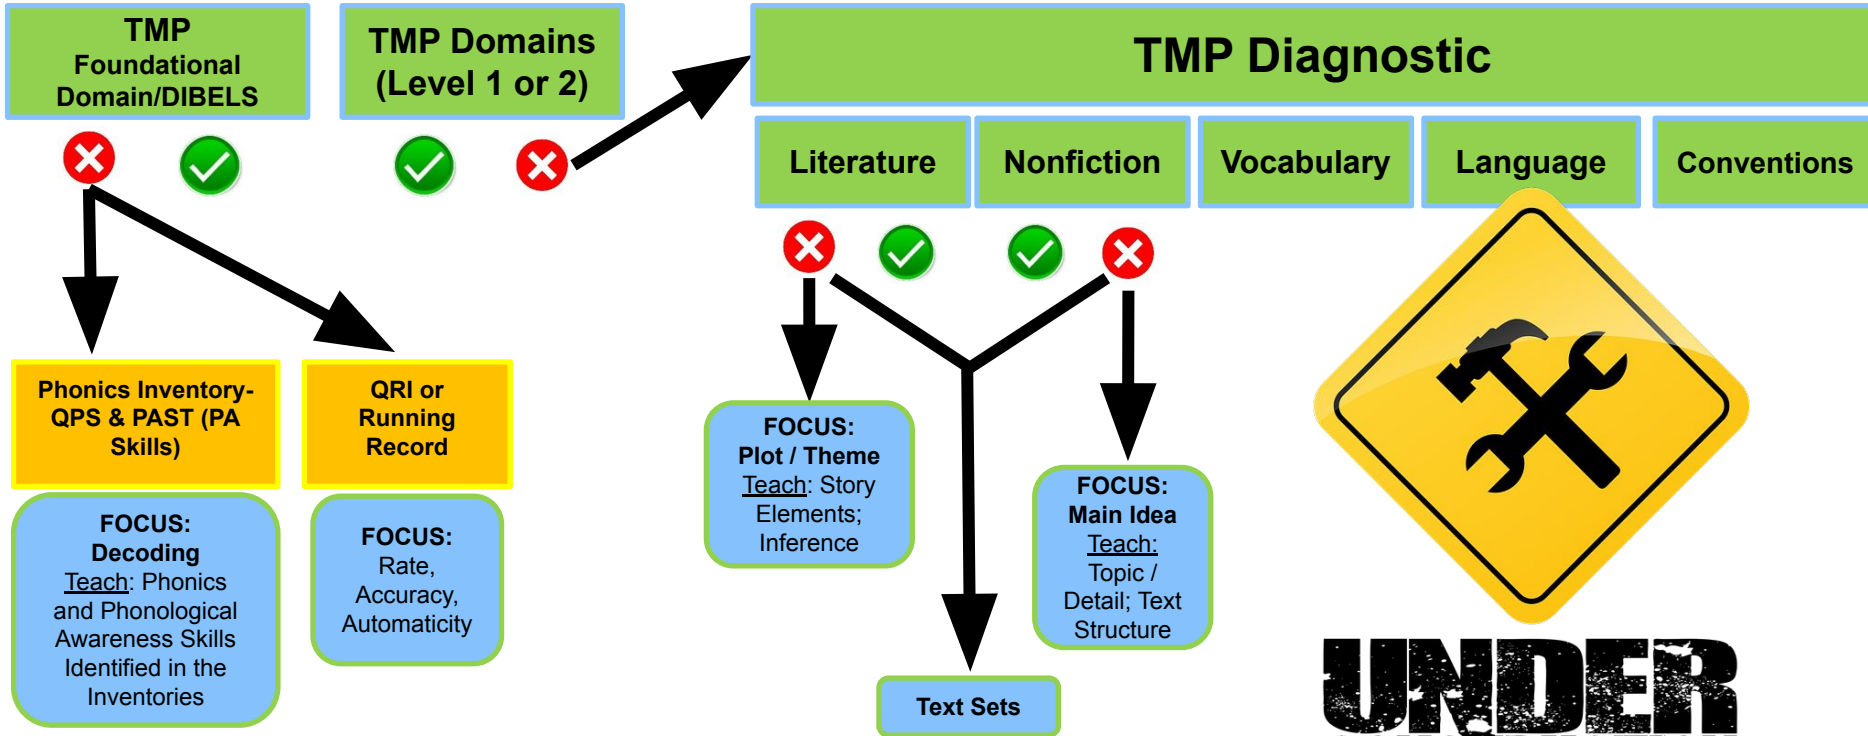 TMP
Foundational
Domain/DIBELS
TMP Domains
(Level 1 or 2)
TMP Diagnostic
Literature
Nonfiction
Vocabulary
Language
Conventions
Phonics Inventory-
QPS & PAST (PA
Skills)
QRI or
Running
Record
FOCUS:
Decoding
Teach: Phonics
and Phonological
Awareness Skills
Identified in the
Inventories
FOCUS:
Rate,
Accuracy,
Automaticity
FOCUS:
Plot / Theme
Teach: Story
Elements;
Inference
FOCUS:
Main Idea
Teach:
Topic /
Detail; Text
Structure
Text Sets
UNDER